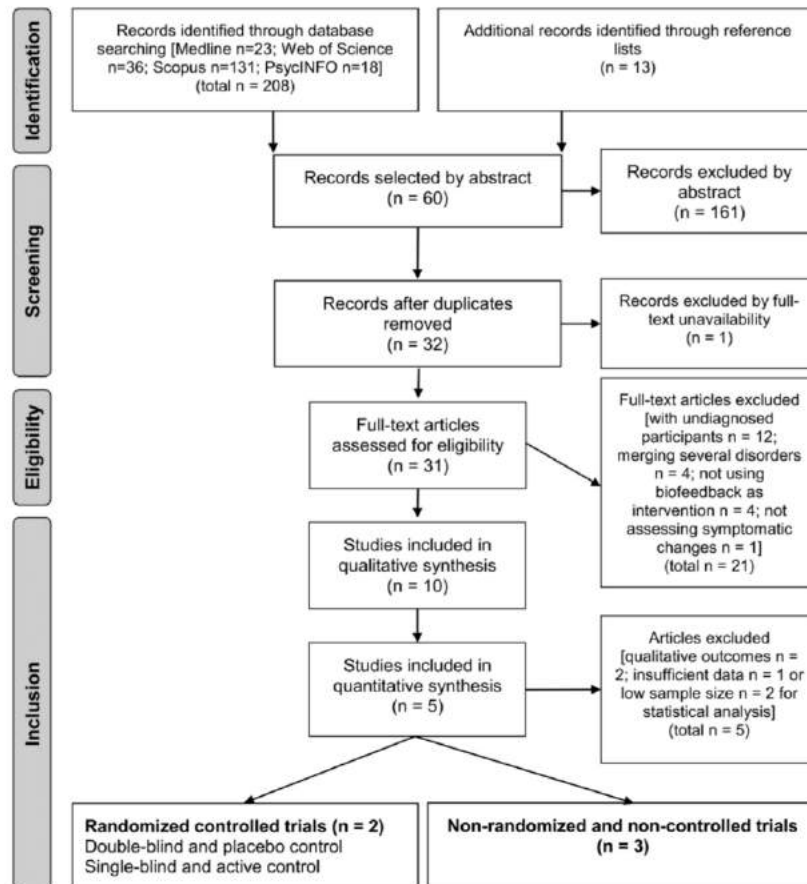 Identification
Records identified through database
searching [Medline n=23; Web of Science
n=36; Scopus n=131; PsycINFO n=18]
(total n = 208)
Additional records identified through reference
lists
(n = 13)
Screening
Records selected by abstract
(n = 60)
Records excluded by
abstract
(n = 161)
Records after duplicates
removed
(n = 32)
Records excluded by full-
text unavailability
(n = 1)
Eligibility
Full-text articles
assessed for eligibility
(n = 31)
Full-text articles excluded
[with undiagnosed
participants n = 12;
merging several disorders
n = 4; not using
biofeedback as
intervention n = 4; not
assessing symptomatic
changes n = 1]
(total n = 21)
Inclusion
Studies included in
qualitative synthesis
(n = 10)
Studies included in
quantitative synthesis
(n = 5)
Articles excluded
[qualitative outcomes n =
2; insufficient data n = 1 or
low sample size n = 2 for
statistical analysis]
(total n = 5)
Randomized controlled trials (n = 2)
Double-blind and placebo control
Single-blind and active control
Non-randomized and non-controlled trials
(n = 3)